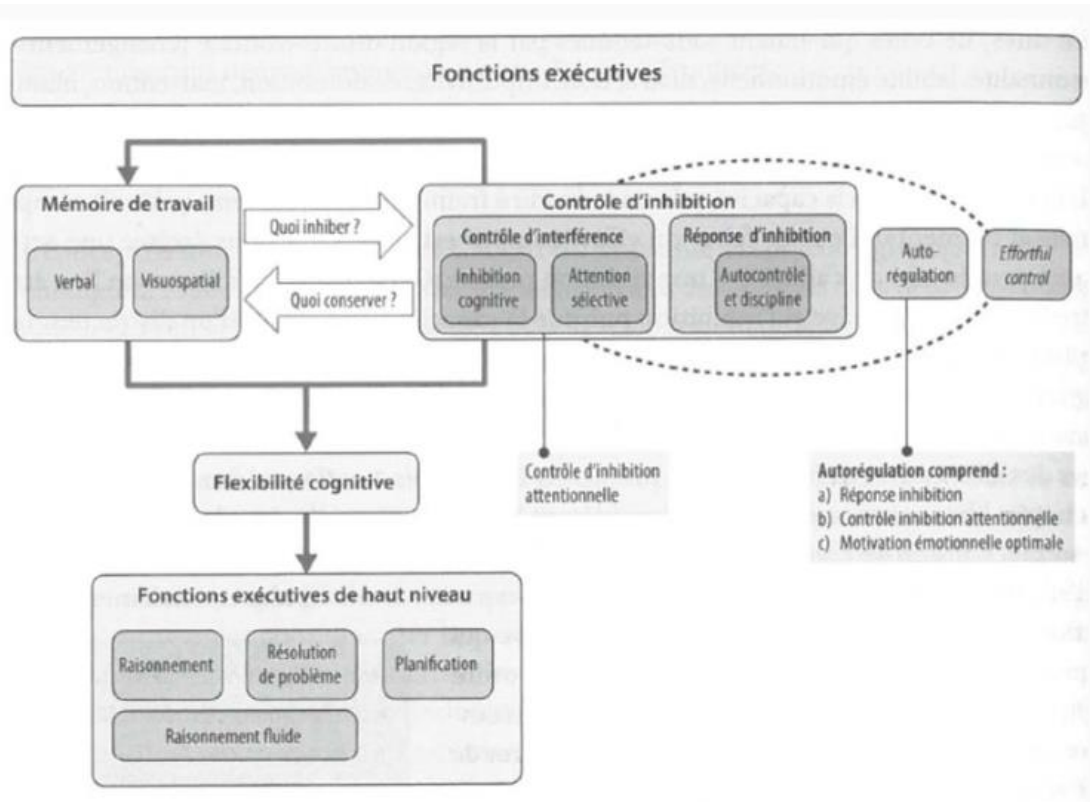 Fonctions exécutives
Mémoire de travail
Verbal
Visuospatial
Quoi inhiber ?
Quoi conserver ?
Contrôle d'inhibition
Contrôle d'interférence
Inhibition
cognitive
Attention
sélective
Réponse d'inhibition
Autocontrôle
et discipline
Auto-
régulation
Effortful
control
Flexibilité cognitive
Contrôle d'inhibition
attentionnelle
Autorégulation comprend :
a) Réponse inhibition
b) Contrôle inhibition attentionnelle
c) Motivation émotionnelle optimale
Fonctions exécutives de haut niveau
Raisonnement
Résolution
de problème
Planification
Raisonnement fluide